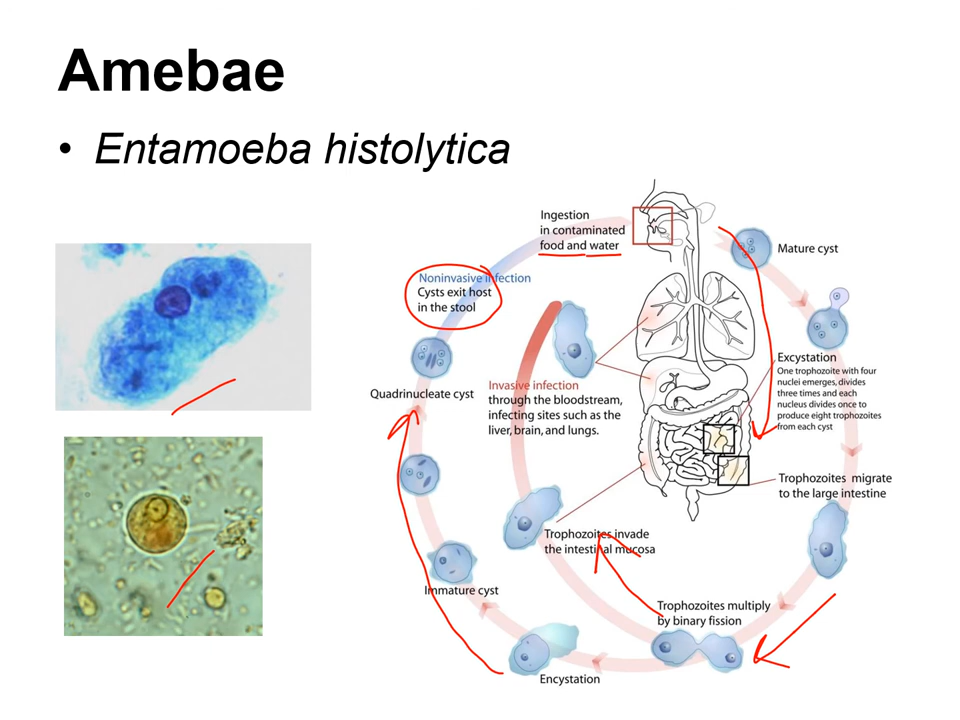 Amebae
• Entamoeba histolytica
Ingestion
in contaminated
food and water
Mature cyst
Noninvasive infection
Cysts exit host
in the stool
Excystation
One trophozoite with four
nuclei emerges, divides
three times and each
nucleus divides once to
produce eight trophozoites
from each cyst
Quadrinucleate cyst
Invasive infection
through the bloodstream,
infecting sites such as the
liver, brain, and lungs.
Trophozoites migrate
to the large intestine
Trophozoites invade
the intestinal mucosa
Immature cyst
Trophozoites multiply
by binary fission
Encystation